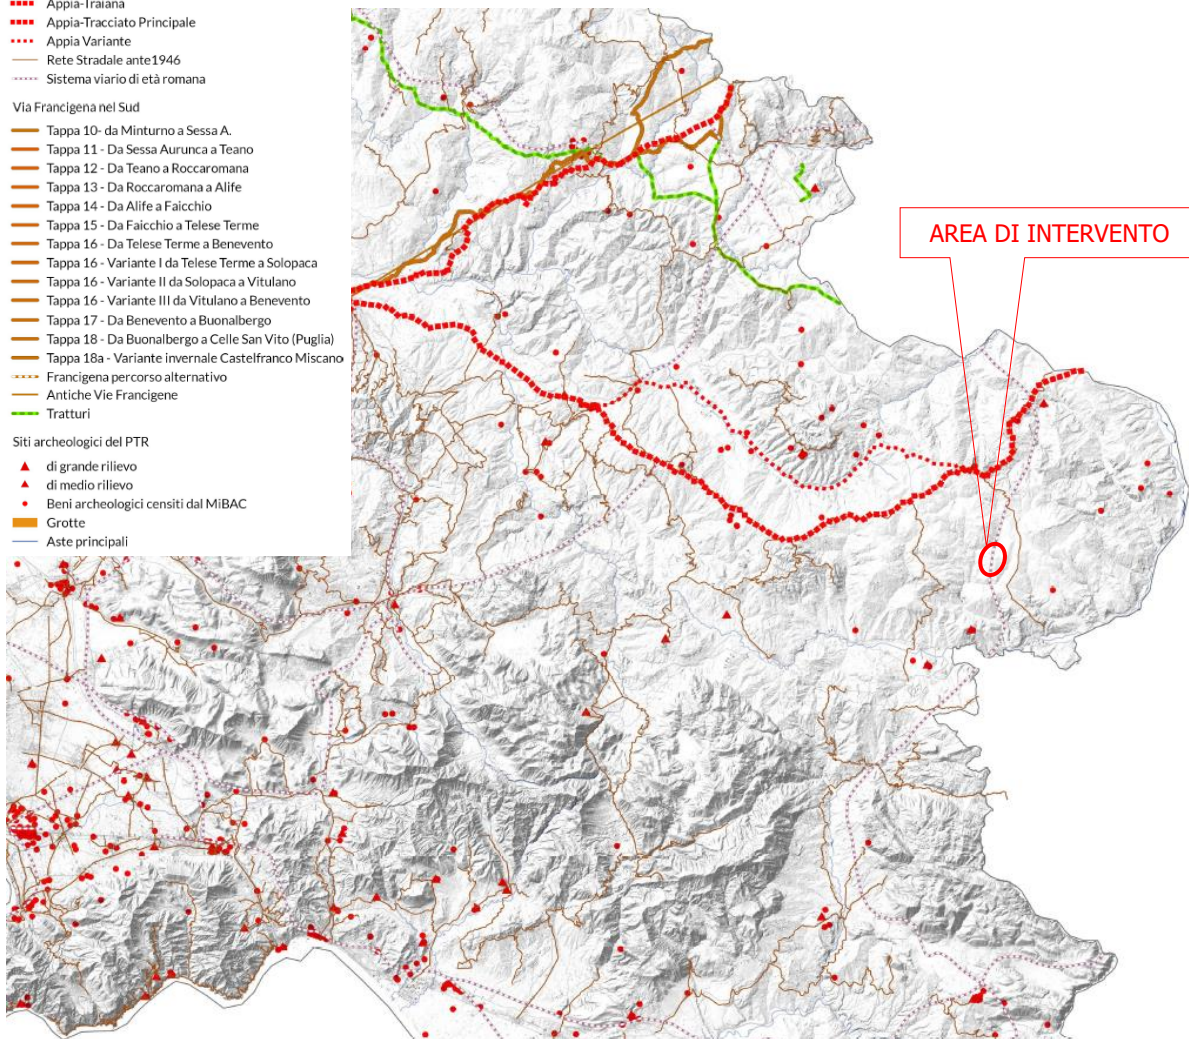 Appia-Traiana
Appia-Tracciato Principale
Appia Variante
Rete Stradale ante1946
Sistema viario di età romana
Via Francigena nel Sud
Tappa 10- da Minturno a Sessa A.
Tappa 11 - Da Sessa Aurunca a Teano
Tappa 12 - Da Teano a Roccaromana
Tappa 13 - Da Roccaromana a Alife
Tappa 14 - Da Alife a Faicchio
Tappa 15 - Da Faicchio a Telese Terme
Tappa 16 - Da Telese Terme a Benevento
Tappa 16 - Variante I da Telese Terme a Solopaca
Tappa 16 - Variante II da Solopaca a Vitulano
Tappa 16 - Variante III da Vitulano a Benevento
Tappa 17 - Da Benevento a Buonalbergo
Tappa 18 - Da Buonalbergo a Celle San Vito (Puglia)
Tappa 18a - Variante invernale Castelfranco Miscano
Francigena percorso alternativo
Antiche Vie Francigene
Tratturi
Siti archeologici del PTR
di grande rilievo
di medio rilievo
Beni archeologici censiti dal MiBAC
Grotte
Aste principali
AREA DI INTERVENTO